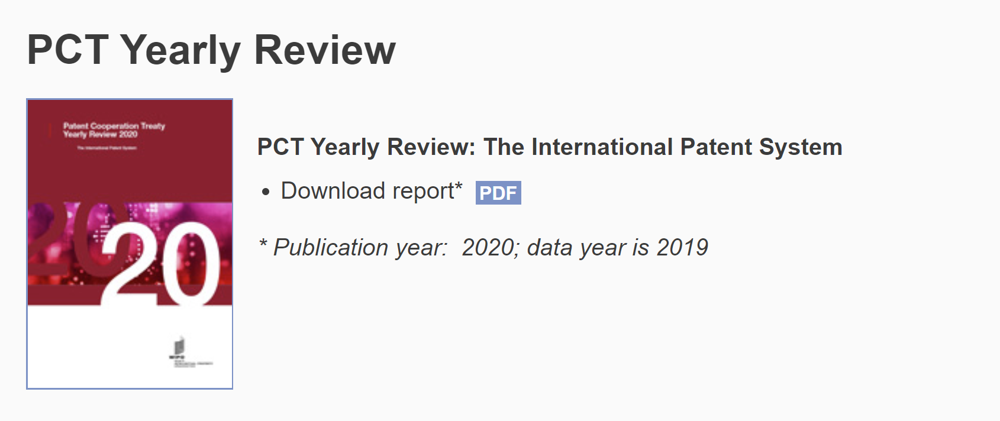 PCT Yearly Review
Patent Cooperation Treaty
Yearly Review 2020
The International Patent System
2020
20
PCT Yearly Review: The International Patent System
• Download report* PDF
* Publication year:  2020; data year is 2019
WIPO